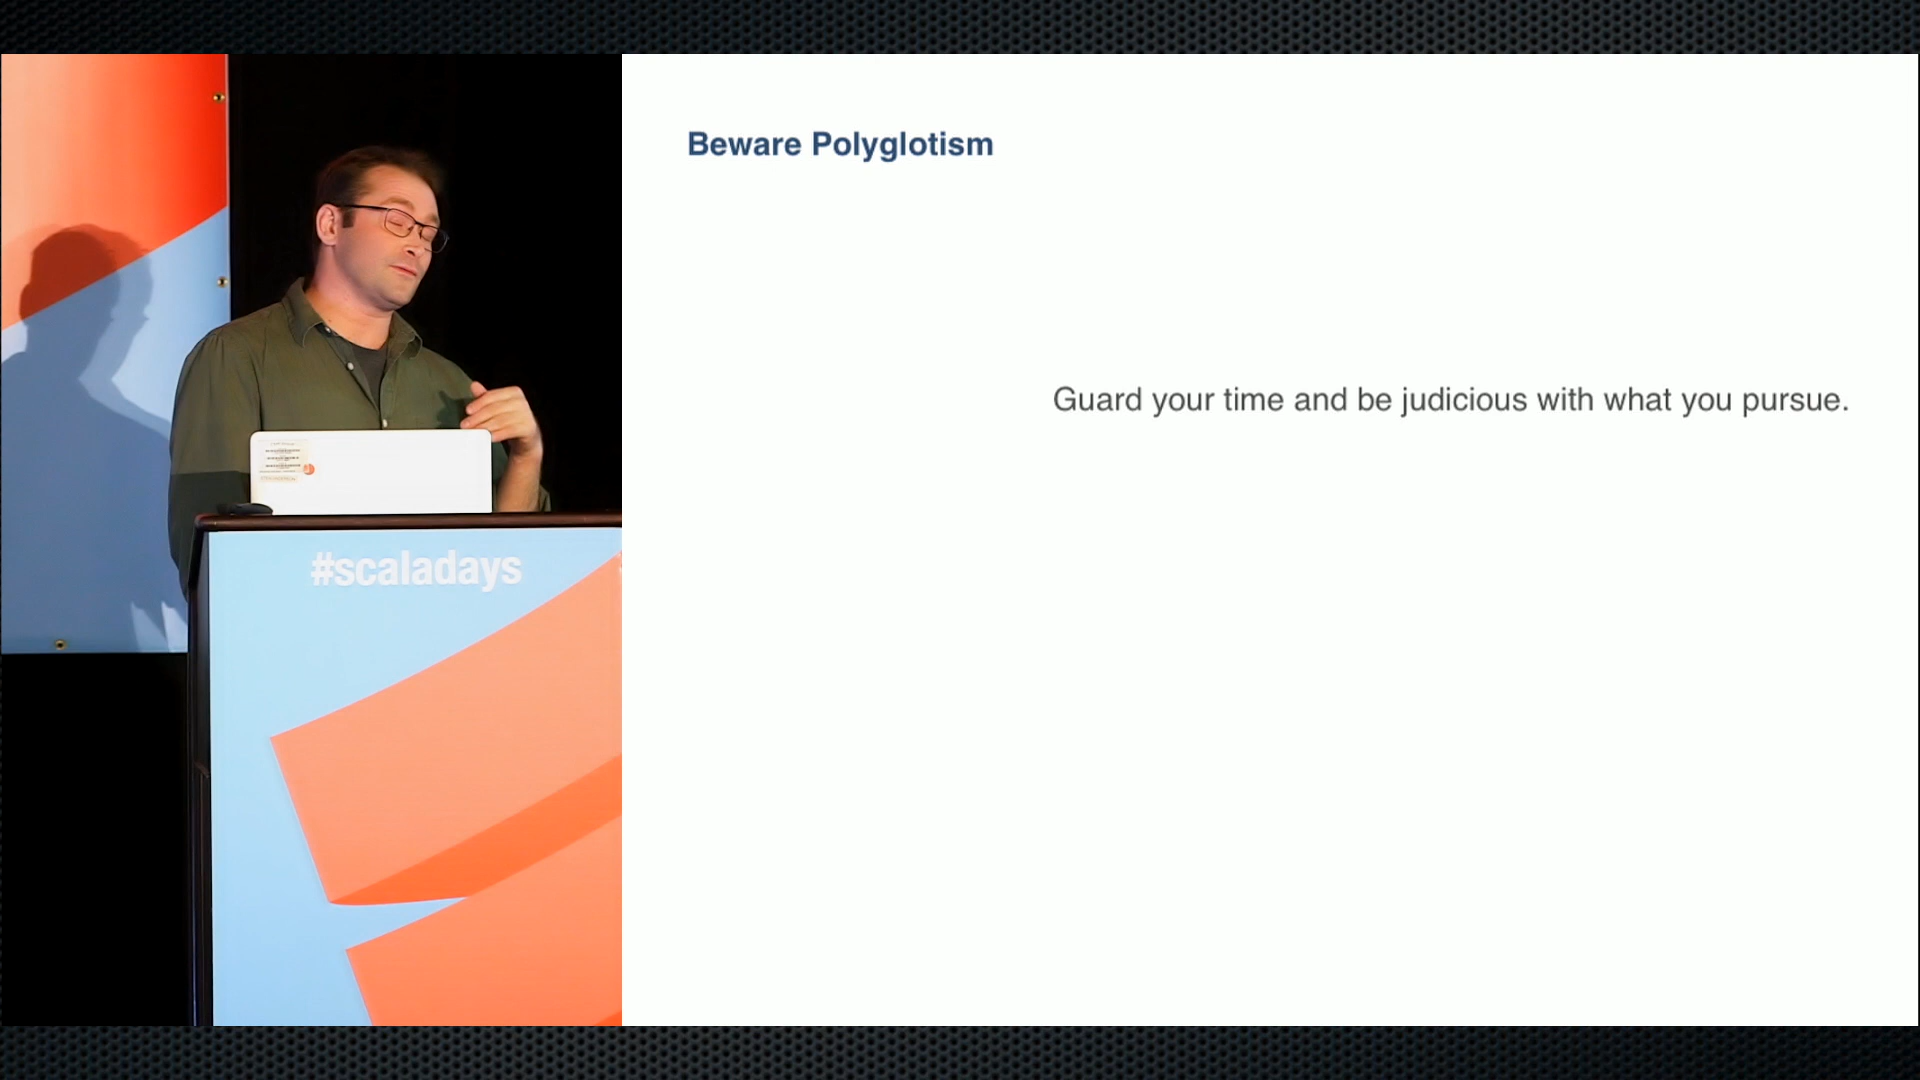 Beware Polyglotism
Guard your time and be judicious with what you pursue.
#scaladays